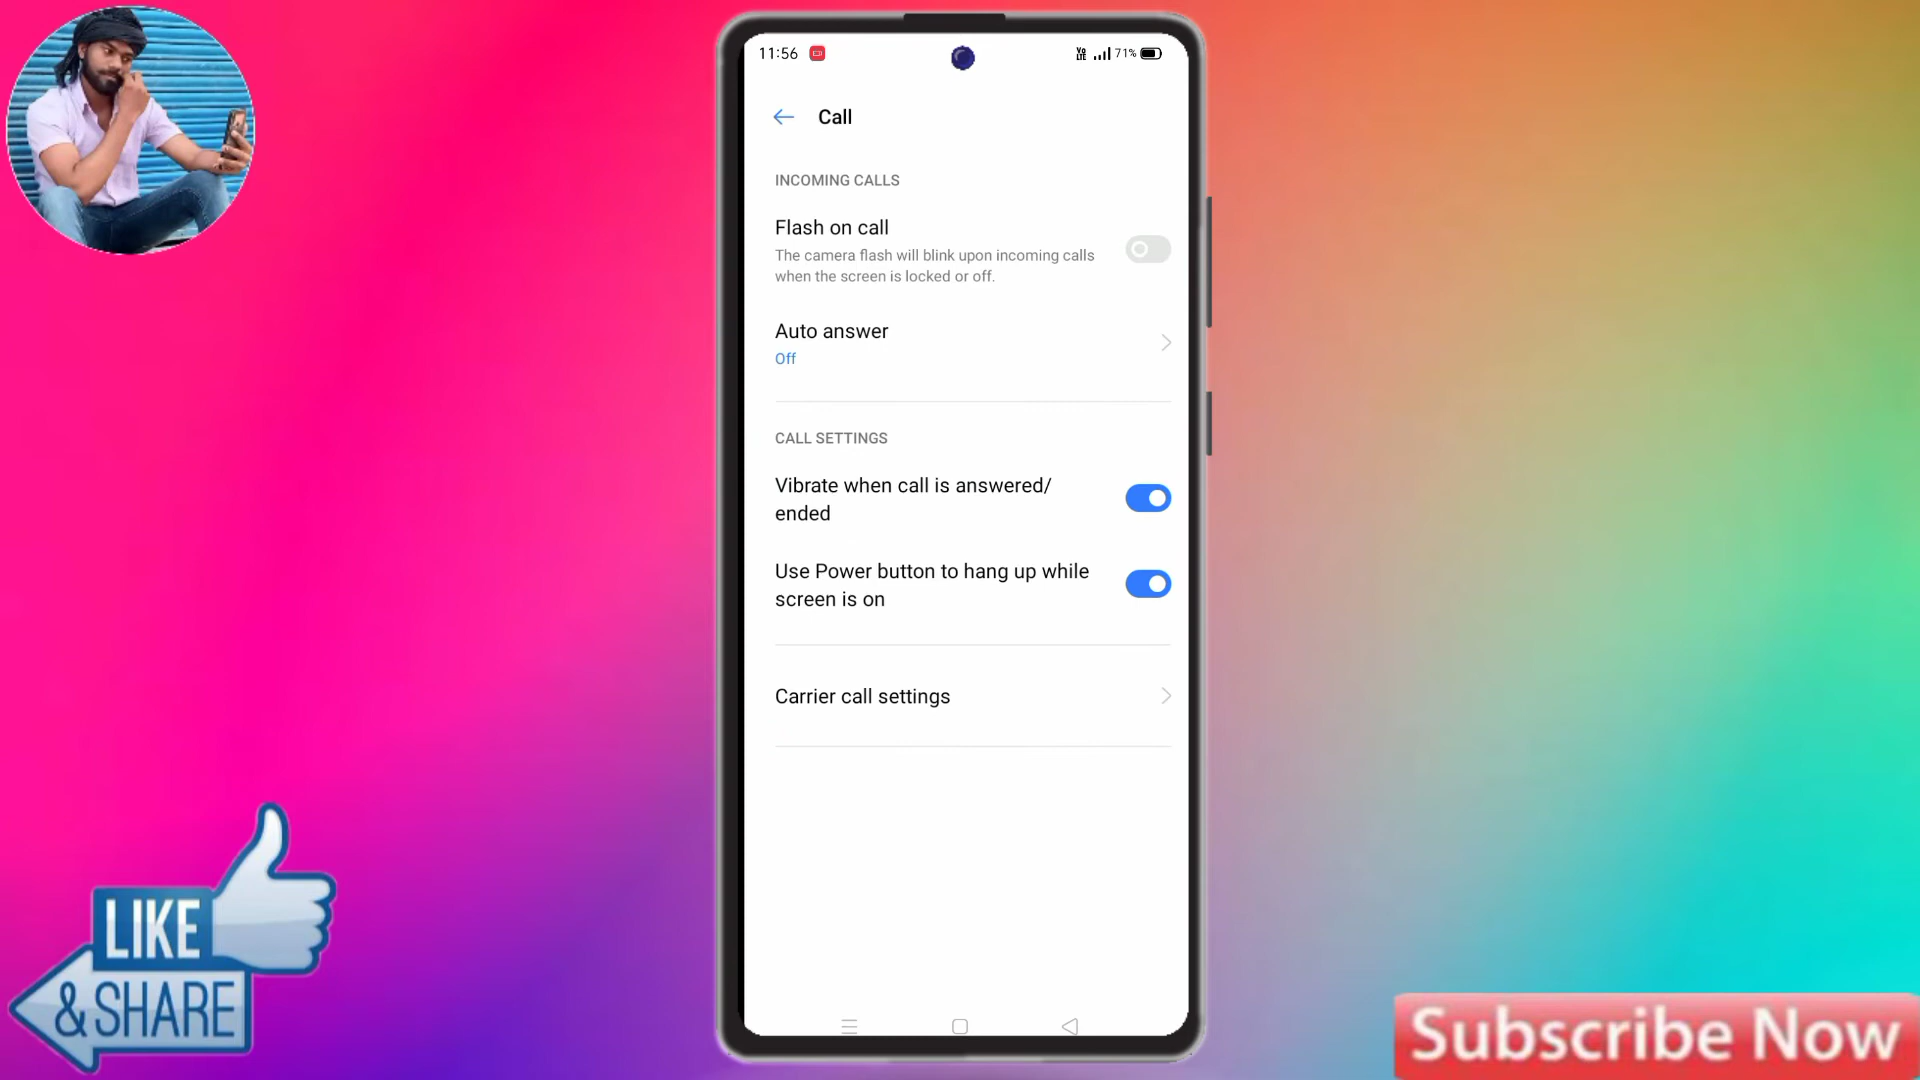 11:56
Vo
LTE
71%
Call
INCOMING CALLS
Flash on call
The camera flash will blink upon incoming calls
when the screen is locked or off.
Auto answer
Off
CALL SETTINGS
Vibrate when call is answered/
ended
Use Power button to hang up while
screen is on
Carrier call settings
LIKE
&SHARE
Subscribe Now